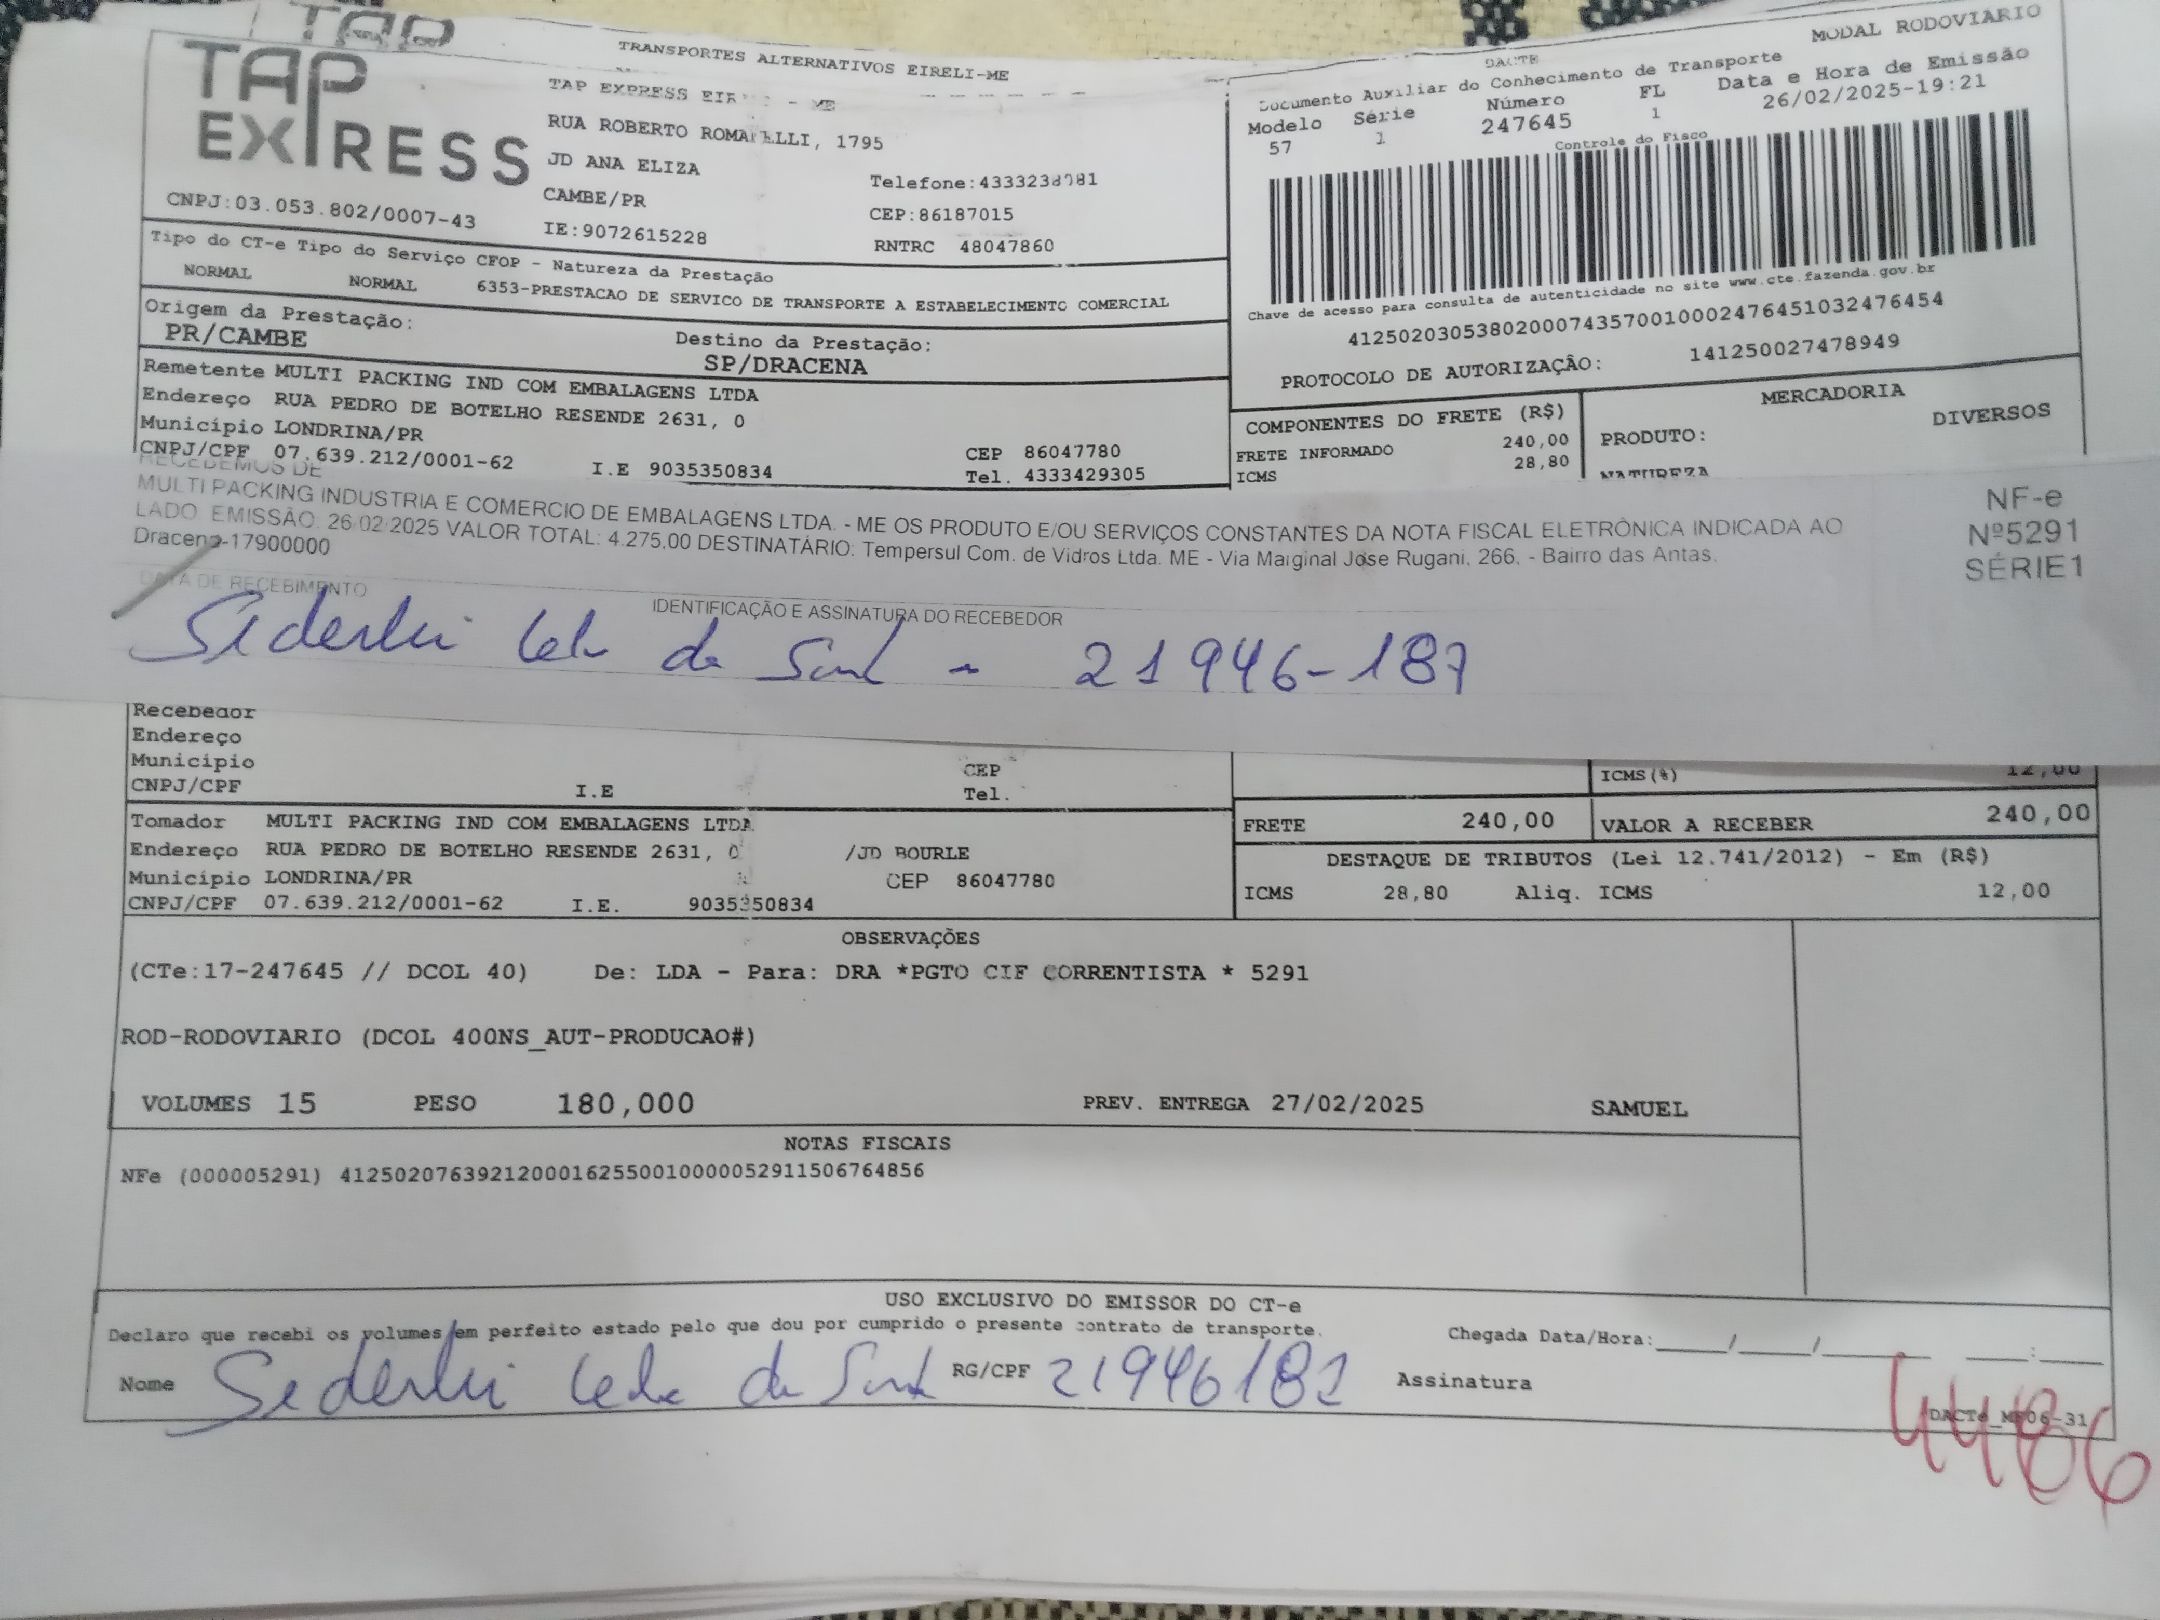 TAP
EXPRESS
CNPJ:03.053.802/0007-43
TRANSPORTES ALTERNATIVOS EIRELI-ME
TAP EXPRESS - ME
RUA ROBERTO 1795
JD ANA ELIZA
CAMBE/PR
IE:9072615228
CEP:86187015
RNTRC 48047860
MODAL RODOVIARIO
DACTE
Documento Auxiliar do Conhecimento de Transporte
Modelo Série Número FL Data e Hora de Emissão
57 1 247645 1 26/02/2025-19:21
Controle do Fisco
Chave de acesso para consulta de autenticidade no site www.cte.fazenda.gov.br
41250203053802000743570010002476451032476454
PROTOCOLO DE AUTORIZAÇÃO: 141250027478949
Tipo do CT-e Tipo do Serviço CFOP - Natureza da Prestação
NORMAL NORMAL 6353-PRESTACAO DE SERVICO DE TRANSPORTE A ESTABELECIMENTO COMERCIAL
Origem da Prestação: Destino da Prestação:
PR/CAMBE SP/DRACENA
Remetente MULTI PACKING IND COM EMBALAGENS LTDA
Endereço RUA PEDRO DE BOTELHO RESENDE 2631, 0
Município LONDRINA/PR CEP 86047780
CNPJ/CPF 07.639.212/0001-62 I.E 9035350834 Tel. 4333429305
COMPONENTES DO FRETE (R$)
FRETE INFORMADO 240,00
ICMS 28,80
MERCADORIA
PRODUTO: DIVERSOS
NATUREZA
RECEBEMOS DE
MULTI PACKING INDUSTRIA E COMERCIO DE EMBALAGENS LTDA. - ME OS PRODUTO E/OU SERVIÇOS CONSTANTES DA NOTA FISCAL ELETRÔNICA INDICADA AO
LADO. EMISSÃO: 26/02/2025 VALOR TOTAL: 4.275,00 DESTINATÁRIO: Tempersul Com. de Vidros Ltda. ME - Via Marginal Jose Rugani, 266, - Bairro das Antas,
Dracena-17900000
NF-e
Nº5291
SÉRIE1
DATA DE RECEBIMENTO IDENTIFICAÇÃO E ASSINATURA DO RECEBEDOR
21946-187
Recebedor
Endereço
Município CEP
CNPJ/CPF I.E Tel.
ICMS(%) 12,00
Tomador MULTI PACKING IND COM EMBALAGENS LTDA
Endereço RUA PEDRO DE BOTELHO RESENDE 2631, 0 /JD BOURLE
Município LONDRINA/PR CEP 86047780
CNPJ/CPF 07.639.212/0001-62 I.E. 9035350834
FRETE 240,00 VALOR A RECEBER 240,00
DESTAQUE DE TRIBUTOS (Lei 12.741/2012) - Em (R$)
ICMS 28,80 Aliq. ICMS 12,00
OBSERVAÇÕES
(CTe:17-247645 // DCOL 40) De: LDA - Para: DRA *PGTO CIF CORRENTISTA * 5291
ROD-RODOVIARIO (DCOL 400NS_AUT-PRODUCAO#)
VOLUMES 15 PESO 180,000 PREV. ENTREGA 27/02/2025 SAMUEL
NOTAS FISCAIS
NFe (000005291) 41250207639212000162550010000052911506764856
USO EXCLUSIVO DO EMISSOR DO CT-e
Declaro que recebi os volumes em perfeito estado pelo que dou por cumprido o presente contrato de transporte. Chegada Data/Hora:
Nome RG/CPF Assinatura